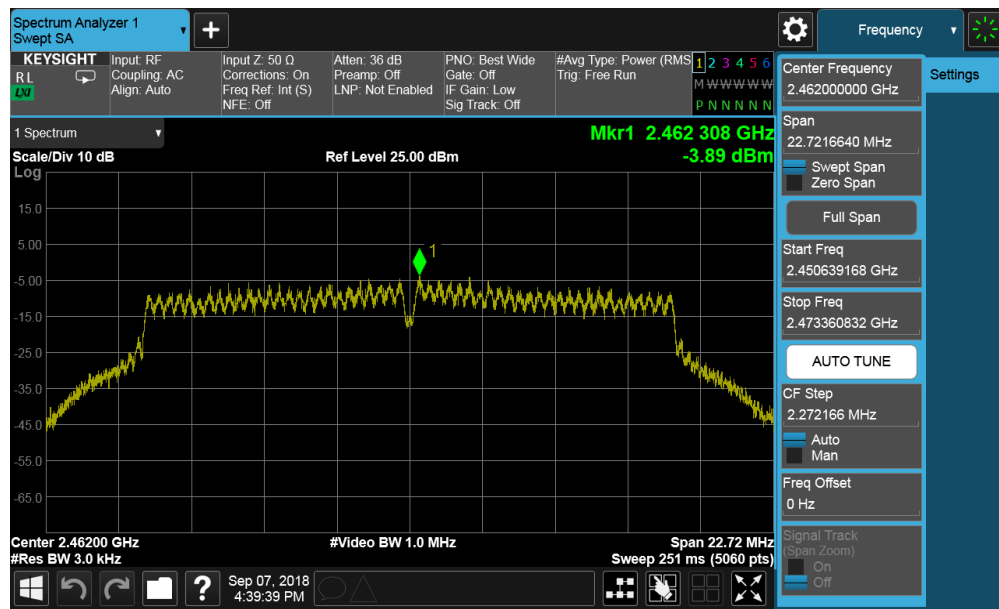 Spectrum Analyzer 1
Swept SA
+
Frequency
KEYSIGHT
R L
LXI
Input: RF
Coupling: AC
Align: Auto
Input Z: 50 Ω
Corrections: On
Freq Ref: Int (S)
NFE: Off
Atten: 36 dB
Preamp: Off
LNP: Not Enabled
PNO: Best Wide
Gate: Off
IF Gain: Low
Sig Track: Off
#Avg Type: Power (RMS
Trig: Free Run
1 2 3 4 5 6
M W W W W W
P N N N N N
1 Spectrum
Scale/Div 10 dB
Log
Ref Level 25.00 dBm
Mkr1 2.462 308 GHz
-3.89 dBm
15.0
5.00
-5.00
-15.0
-25.0
-35.0
-45.0
-55.0
-65.0
1
Center 2.46200 GHz
#Res BW 3.0 kHz
#Video BW 1.0 MHz
Span 22.72 MHz
Sweep 251 ms (5060 pts)
?
Sep 07, 2018
4:39:39 PM
Center Frequency
2.462000000 GHz
Span
22.7216640 MHz
Swept Span
Zero Span
Full Span
Start Freq
2.450639168 GHz
Stop Freq
2.473360832 GHz
AUTO TUNE
CF Step
2.272166 MHz
Auto
Man
Freq Offset
0 Hz
Signal Track
(Span Zoom)
On
Off
Settings